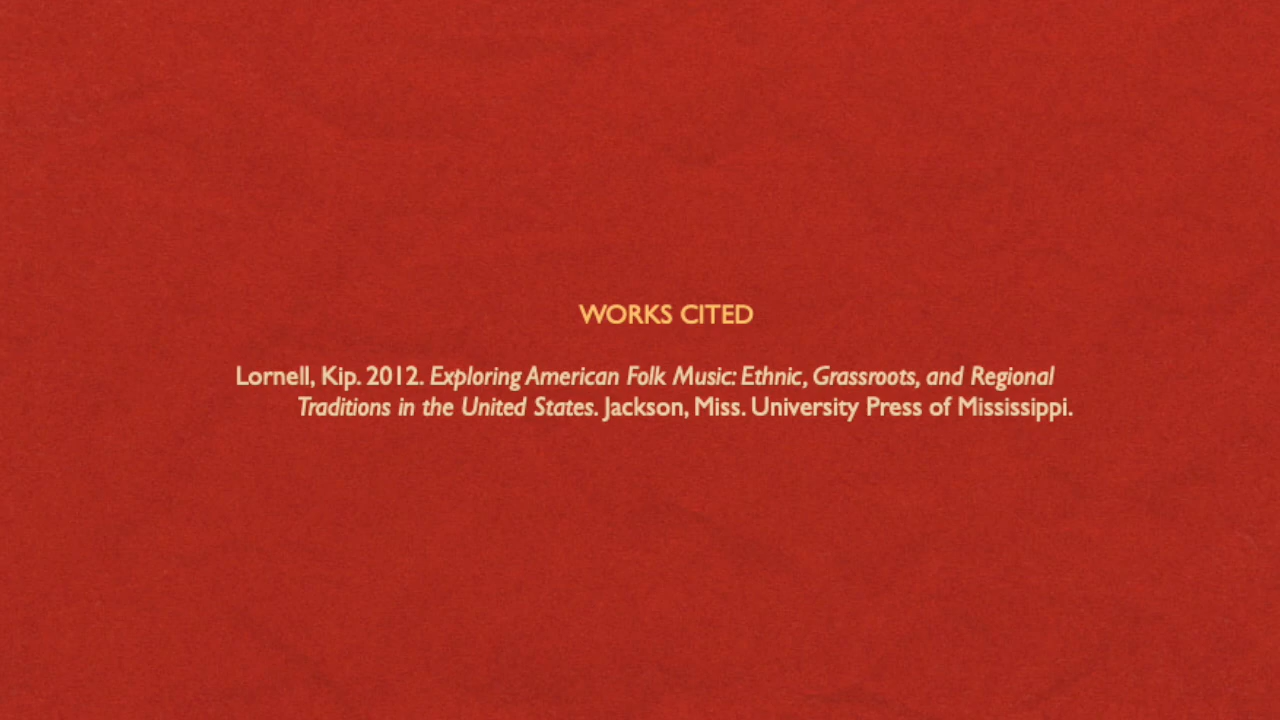 WORKS CITED
Lornell, Kip. 2012. Exploring American Folk Music: Ethnic, Grassroots, and Regional
Traditions in the United States. Jackson, Miss. University Press of Mississippi.